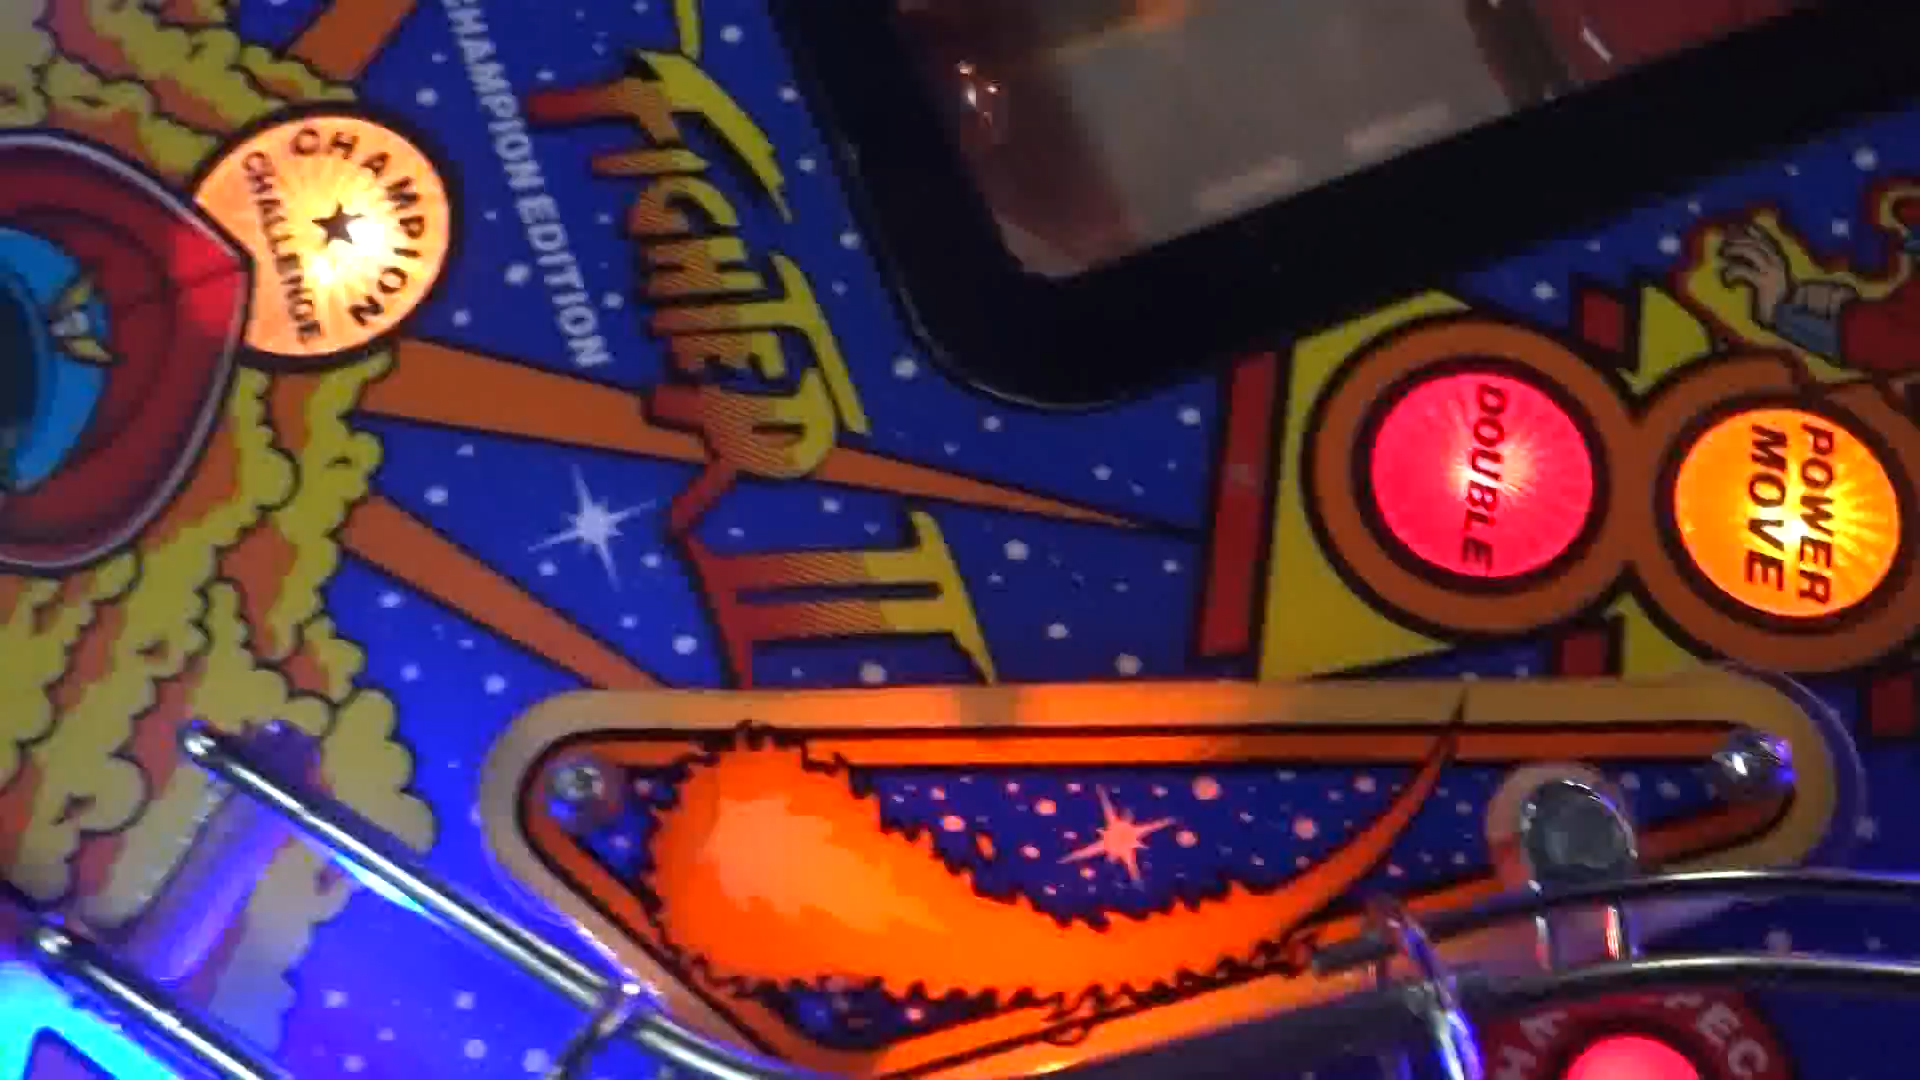 CHAMPION
CHALLENGE
CHAMPION EDITION
FIGHTER
II
DOUBLE
POWER
MOVE